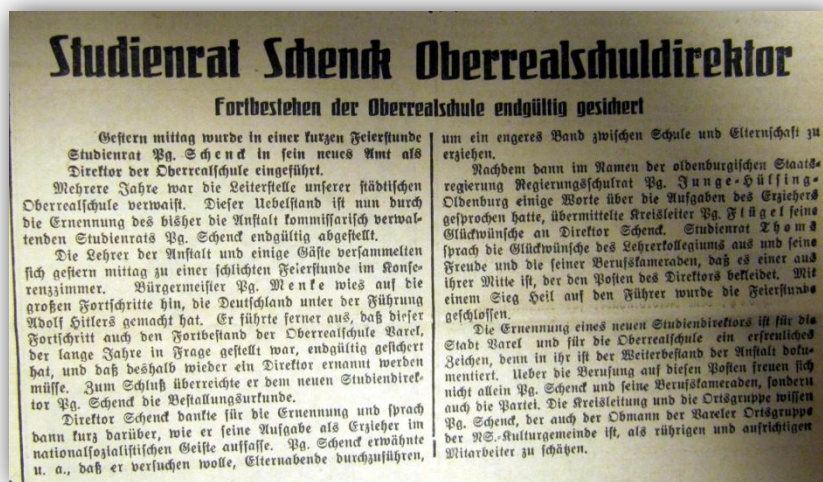 Studienrat Schenck Oberrealschuldirektor
Fortbestehen der Oberrealschule endgültig gesichert
Gestern mittag wurde in einer kurzen Feierstunde
Studienrat Pg. Schenck in sein neues Amt als
Direktor der Oberrealschule eingeführt.
Mehrere Jahre war die Leiterstelle unserer städtischen
Oberrealschule verwaist. Dieser Uebelstand ist nun durch
die Ernennung des bisher die Anstalt kommissarisch verwal-
tenden Studienrats Pg. Schenck endgültig abgestellt.
Die Lehrer der Anstalt und einige Gäste versammelten
sich gestern mittag zu einer schlichten Feierstunde im Konfe-
renzzimmer. Bürgermeister Pg. Menke wies auf die
großen Fortschritte hin, die Deutschland unter der Führung
Adolf Hitlers gemacht hat. Er führte ferner aus, daß dieser
Fortschritt auch den Fortbestand der Oberrealschule Varel,
der lange Jahre in Frage gestellt war, endgültig gesichert
hat, und daß deshalb wieder ein Direktor ernannt werden
müsse. Zum Schluß überreichte er dem neuen Studiendirek-
tor Pg. Schenck die Bestallungsurkunde.
Direktor Schenck dankte für die Ernennung und sprach
dann kurz darüber, wie er seine Aufgabe als Erzieher im
nationalsozialistischen Geiste auffasse. Pg. Schenck erwähnte
u. a., daß er versuchen wolle, Elternabende durchzuführen,
um ein engeres Band zwischen Schule und Elternschaft zu
erziehen.
Nachdem dann im Namen der oldenburgischen Staats-
regierung Regierungsschulrat Pg. Junge-Hülsing-
Oldenburg einige Worte über die Aufgaben des Erziehers
gesprochen hatte, übermittelte Kreisleiter Pg. Flügel seine
Glückwünsche an Direktor Schenck. Studienrat Thoms
sprach die Glückwünsche des Lehrerkollegiums aus und seine
Freude und die seiner Berufskameraden, daß es einer aus
ihrer Mitte ist, der den Posten des Direktors bekleidet. Mit
einem Sieg Heil auf den Führer wurde die Feierstunde
geschlossen.
Die Ernennung eines neuen Studiendirektors ist für die
Stadt Varel und für die Oberrealschule ein erfreuliches
Zeichen, denn in ihr ist der Weiterbestand der Anstalt doku-
mentiert. Ueber die Berufung auf diesen Posten freuen sich
nicht allein Pg. Schenck und seine Berufskameraden, sondern
auch die Partei. Die Kreisleitung und die Ortsgruppe wissen
Pg. Schenck, der auch der Obmann der Vareler Ortsgruppe
der NS.-Kulturgemeinde ist, als rührigen und aufrichtigen
Mitarbeiter zu schätzen.